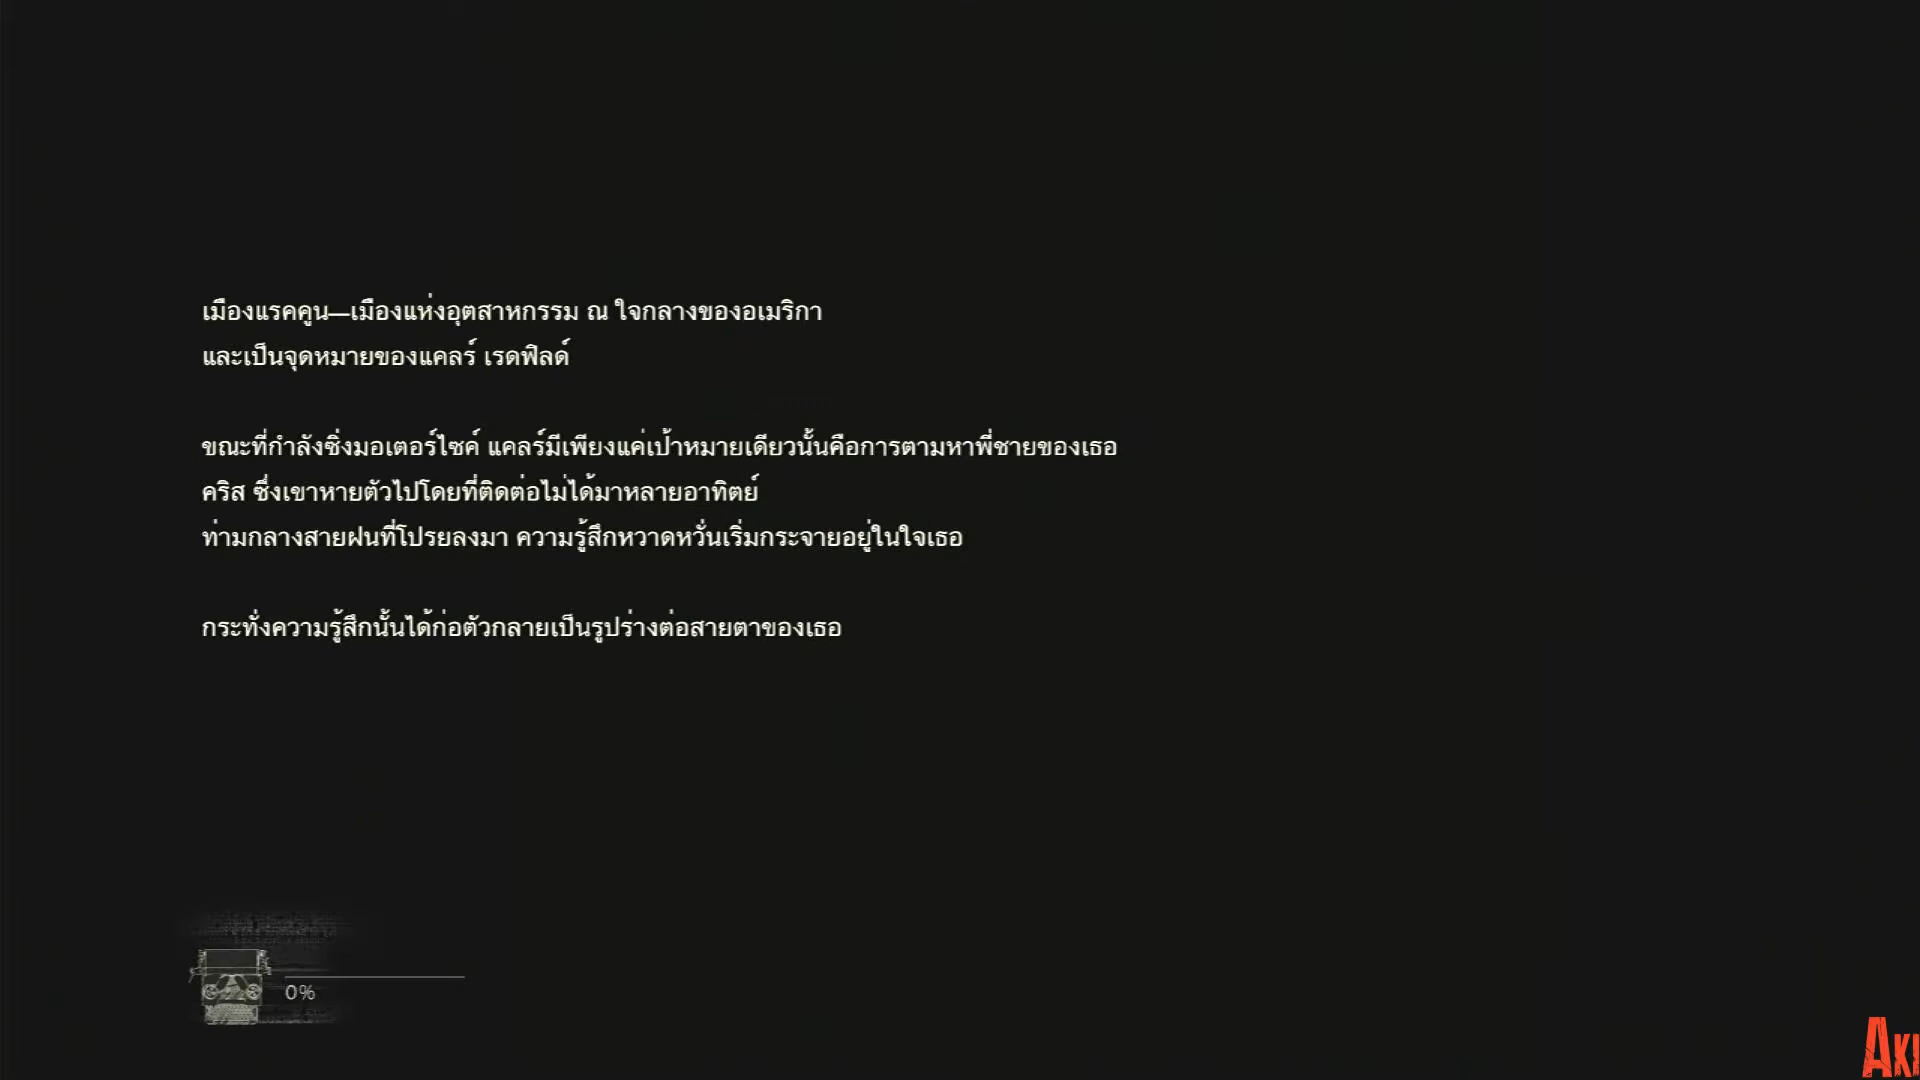 เมืองแรคคูน—เมืองแห่งอุตสาหกรรม ณ ใจกลางของอเมริกา
และเป็นจุดหมายของแคลร์ เรดฟิลด์
ขณะที่กำลังซิ่งมอเตอร์ไซค์ แคลร์มีเพียงแค่เป้าหมายเดียวนั้นคือการตามหาพี่ชายของเธอ
คริส ซึ่งเขาหายตัวไปโดยที่ติดต่อไม่ได้มาหลายอาทิตย์
ท่ามกลางสายฝนที่โปรยลงมา ความรู้สึกหวาดหวั่นเริ่มกระจายอยู่ในใจเธอ
กระทั่งความรู้สึกนั้นได้ก่อตัวกลายเป็นรูปร่างต่อสายตาของเธอ
0%
AKI